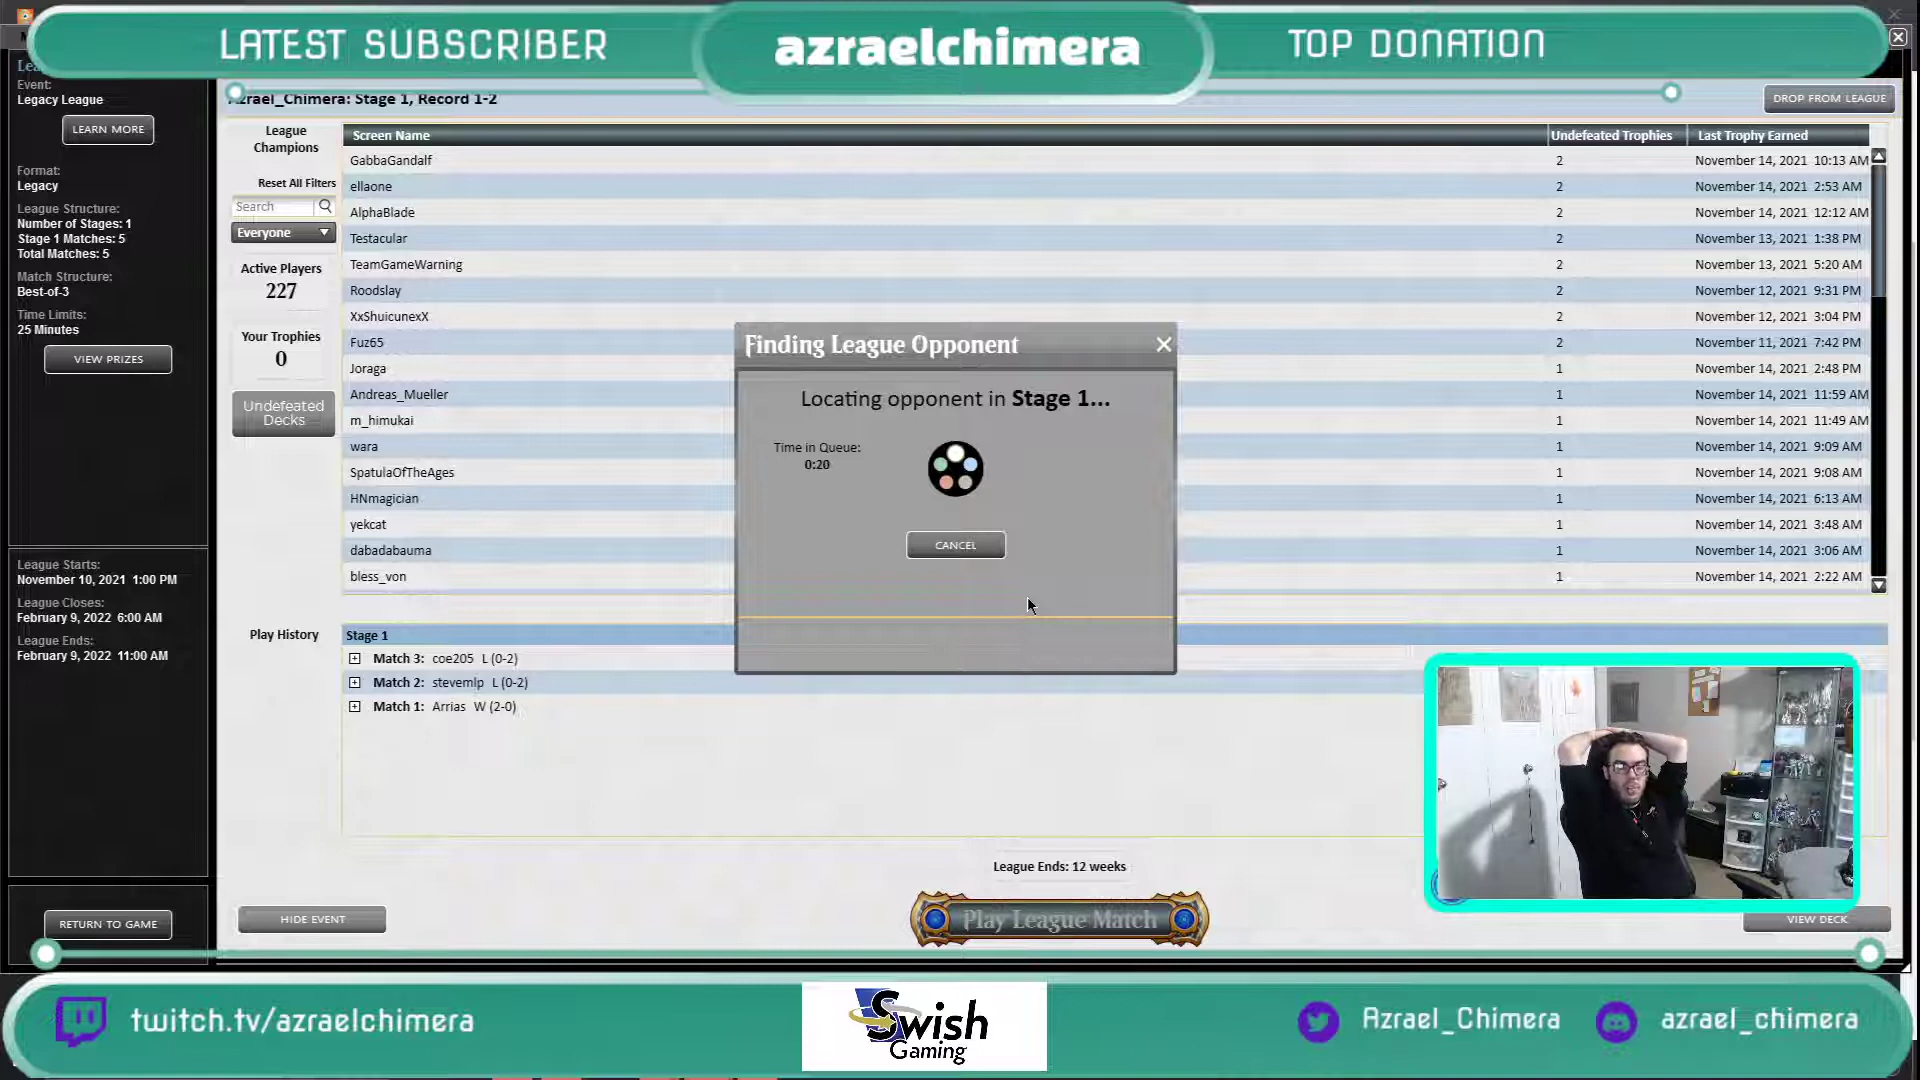 LATEST SUBSCRIBER
azraelchimera
TOP DONATION
Event:
Legacy League
LEARN MORE
Format:
Legacy
League Structure:
Number of Stages: 1
Stage 1 Matches: 5
Total Matches: 5
Match Structure:
Best-of-3
Time Limits:
25 Minutes
VIEW PRIZES
League Starts:
November 10, 2021 1:00 PM
League Closes:
February 9, 2022 6:00 AM
League Ends:
February 9, 2022 11:00 AM
RETURN TO GAME
Azrael_Chimera: Stage 1, Record 1-2
DROP FROM LEAGUE
League
Champions
Reset All Filters
Search
Everyone
Active Players
227
Your Trophies
0
Undefeated
Decks
Screen Name Undefeated Trophies Last Trophy Earned
GabbaGandalf 2 November 14, 2021 10:13 AM
ellaone 2 November 14, 2021 2:53 AM
AlphaBlade 2 November 14, 2021 12:12 AM
Testacular 2 November 13, 2021 1:38 PM
TeamGameWarning 2 November 13, 2021 5:20 AM
Roodslay 2 November 12, 2021 9:31 PM
XxShuicunexX 2 November 12, 2021 3:04 PM
Fuz65 2 November 11, 2021 7:42 PM
Joraga 1 November 14, 2021 2:48 PM
Andreas_Mueller 1 November 14, 2021 11:59 AM
m_himukai 1 November 14, 2021 11:49 AM
wara 1 November 14, 2021 9:09 AM
SpatulaOfTheAges 1 November 14, 2021 9:08 AM
HNmagician 1 November 14, 2021 6:13 AM
yekcat 1 November 14, 2021 3:48 AM
dabadabauma 1 November 14, 2021 3:06 AM
bless_von 1 November 14, 2021 2:22 AM
Finding League Opponent
Locating opponent in Stage 1...
Time in Queue:
0:20
CANCEL
Play History
Stage 1
Match 3: coe205 L (0-2)
Match 2: stevemlp L (0-2)
Match 1: Arrias W (2-0)
League Ends: 12 weeks
HIDE EVENT
Play League Match
VIEW DECK
twitch.tv/azraelchimera
Swish
Gaming
Azrael_Chimera
azrael_chimera